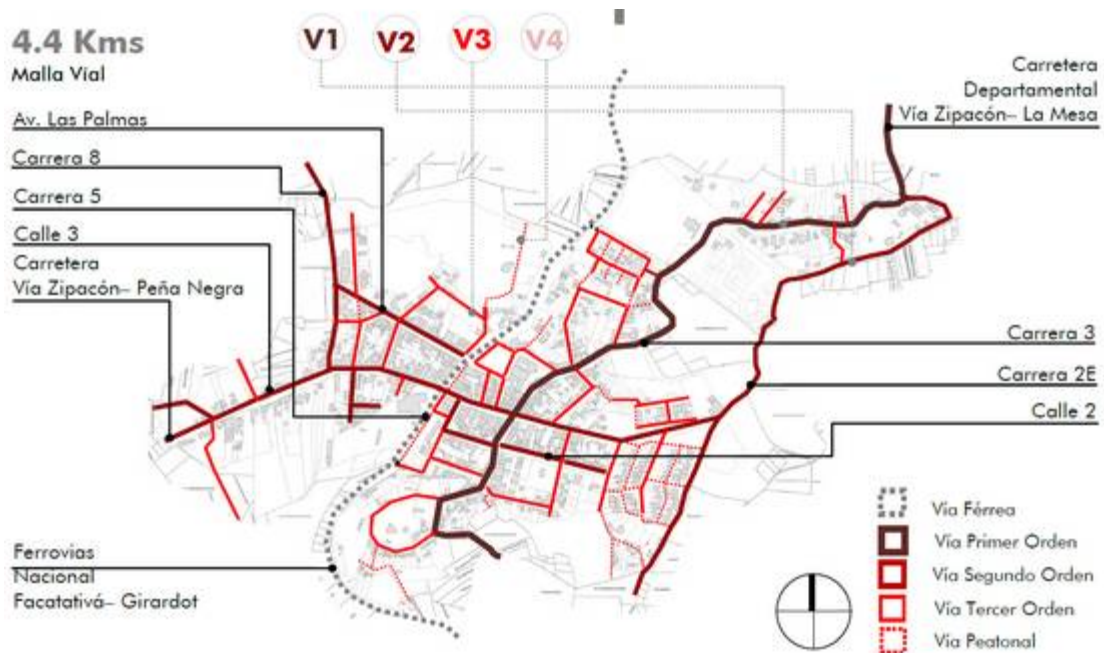 4.4 Kms
Malla Vial
V1
V2
V3
V4
Av. Las Palmas
Carrera 8
Carrera 5
Calle 3
Carretera
Vía Zipacón– Peña Negra
Ferrovias
Nacional
Facatativá– Girardot
Carretera
Departamental
Vía Zipacón– La Mesa
Carrera 3
Carrera 2E
Calle 2
Vía Férrea
Vía Primer Orden
Vía Segundo Orden
Vía Tercer Orden
Vía Peatonal